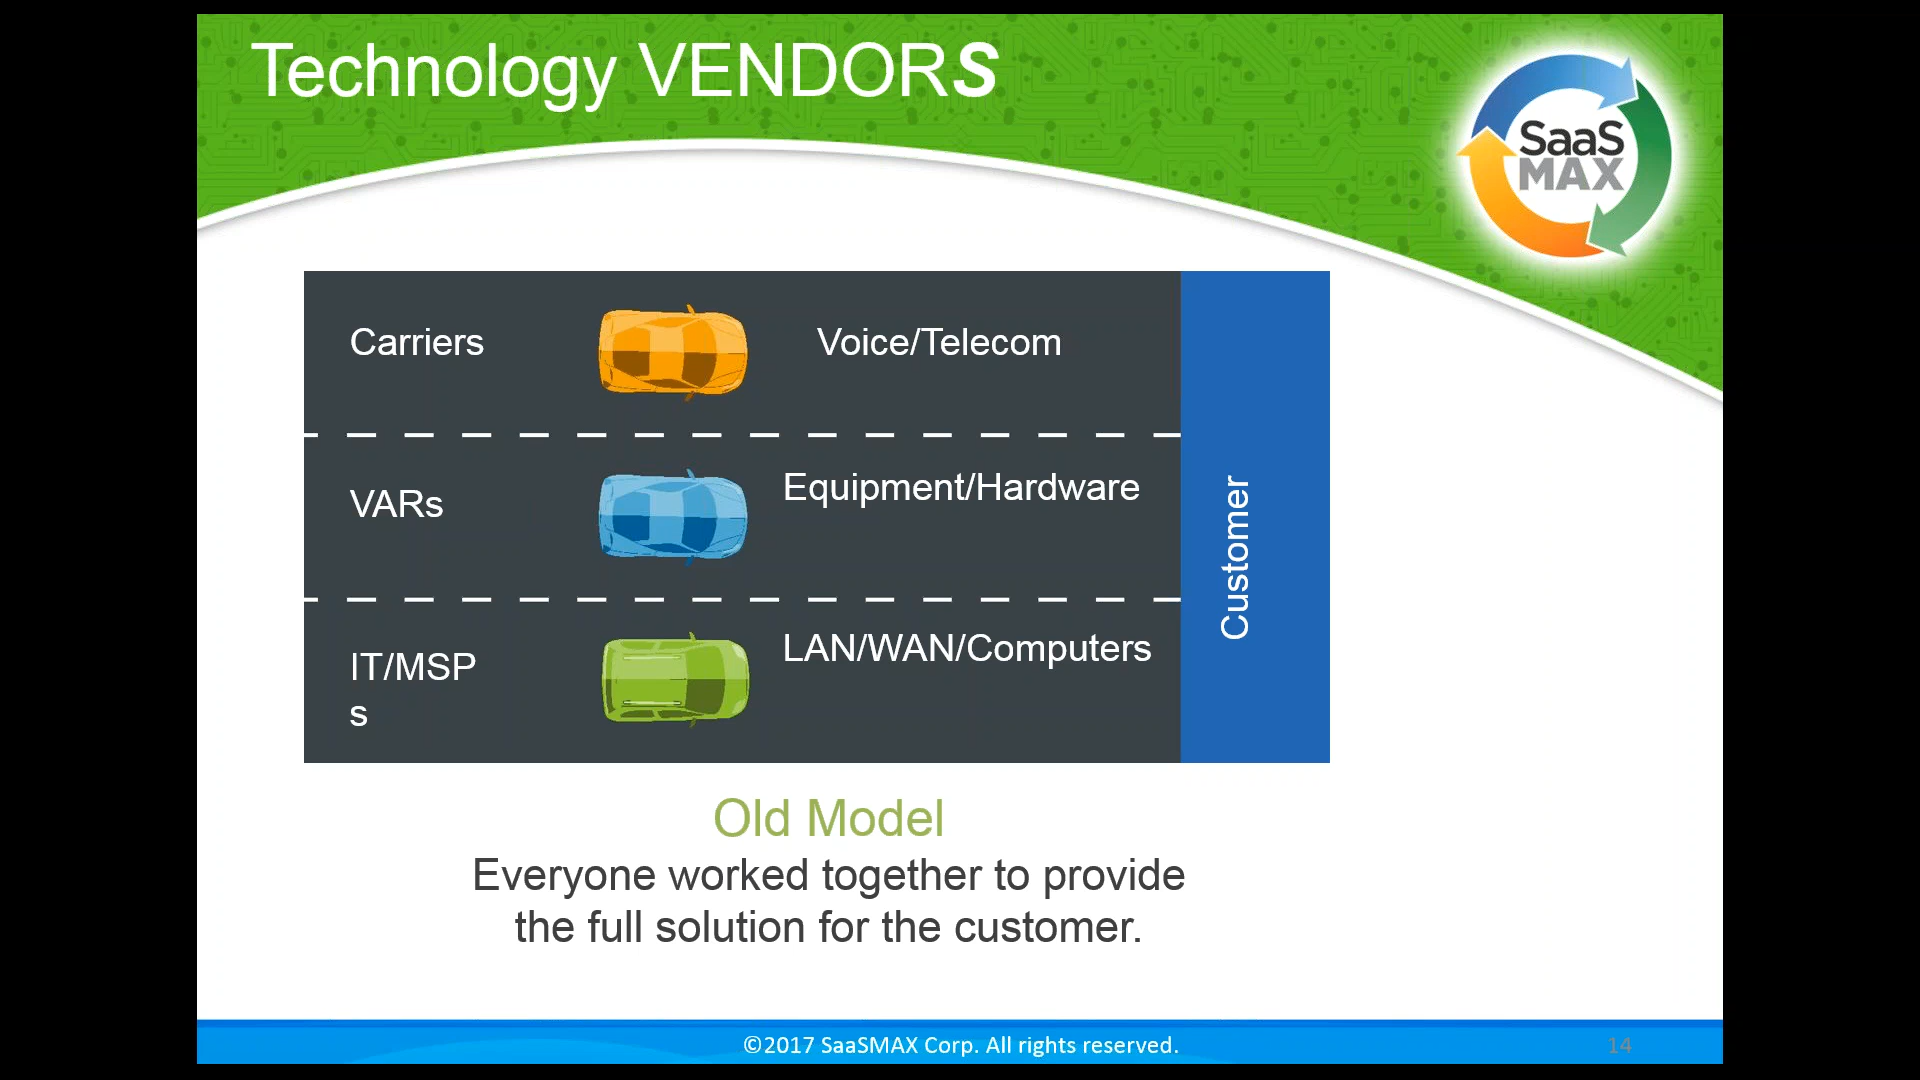 Technology VENDORS
SaaS
MAX
Carriers
Voice/Telecom
VARs
Equipment/Hardware
IT/MSP
s
LAN/WAN/Computers
Customer
Old Model
Everyone worked together to provide
the full solution for the customer.
©2017 SaaSMAX Corp. All rights reserved.
14